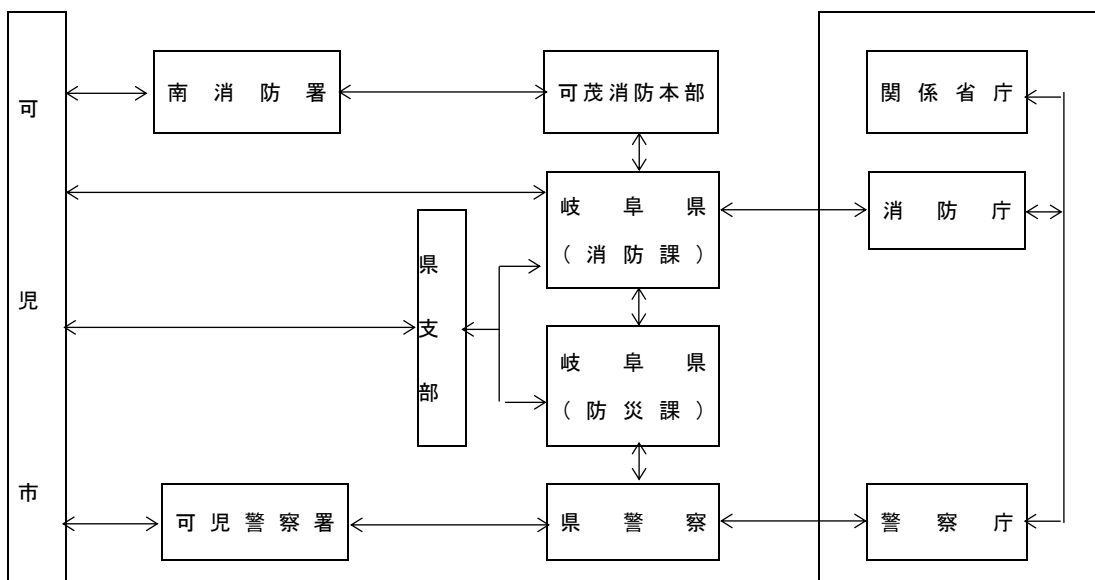 可児市
南消防署
可茂消防本部
関係省庁
岐阜県
（消防課）
消防庁
県支部
岐阜県
（防災課）
可児警察署
県警察
警察庁